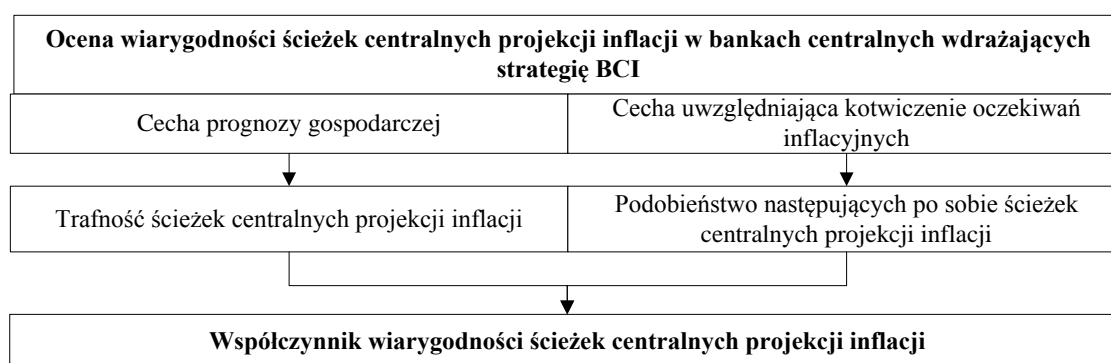 Ocena wiarygodności ścieżek centralnych projekcji inflacji w bankach centralnych wdrażających
strategię BCI
Cecha prognozy gospodarczej
Cecha uwzględniająca kotwiczenie oczekiwań
inflacyjnych
Trafność ścieżek centralnych projekcji inflacji
Podobieństwo następujących po sobie ścieżek
centralnych projekcji inflacji
Współczynnik wiarygodności ścieżek centralnych projekcji inflacji